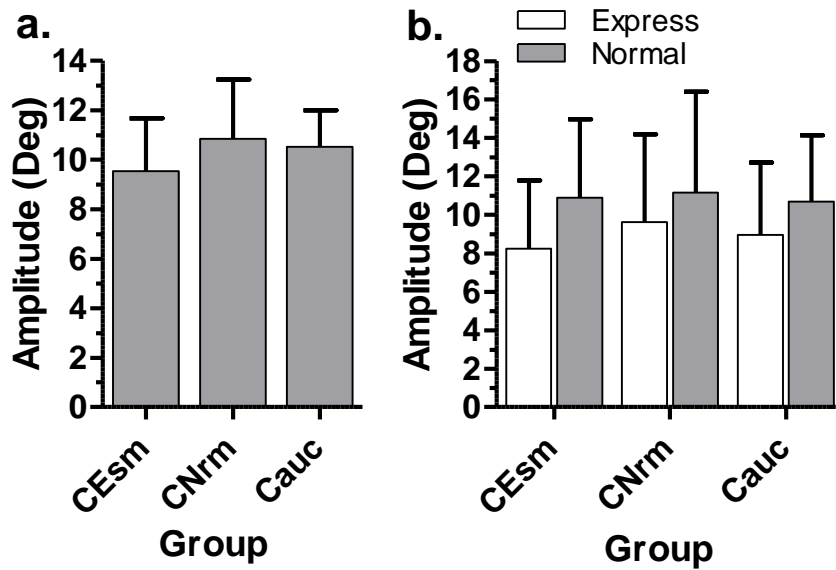 a.
Amplitude (Deg)
14
12
10
8
6
4
2
0
CEsm
CNrm
Cauc
Group
b.
Express
Normal
Amplitude (Deg)
18
16
14
12
10
8
6
4
2
0
CEsm
CNrm
Cauc
Group